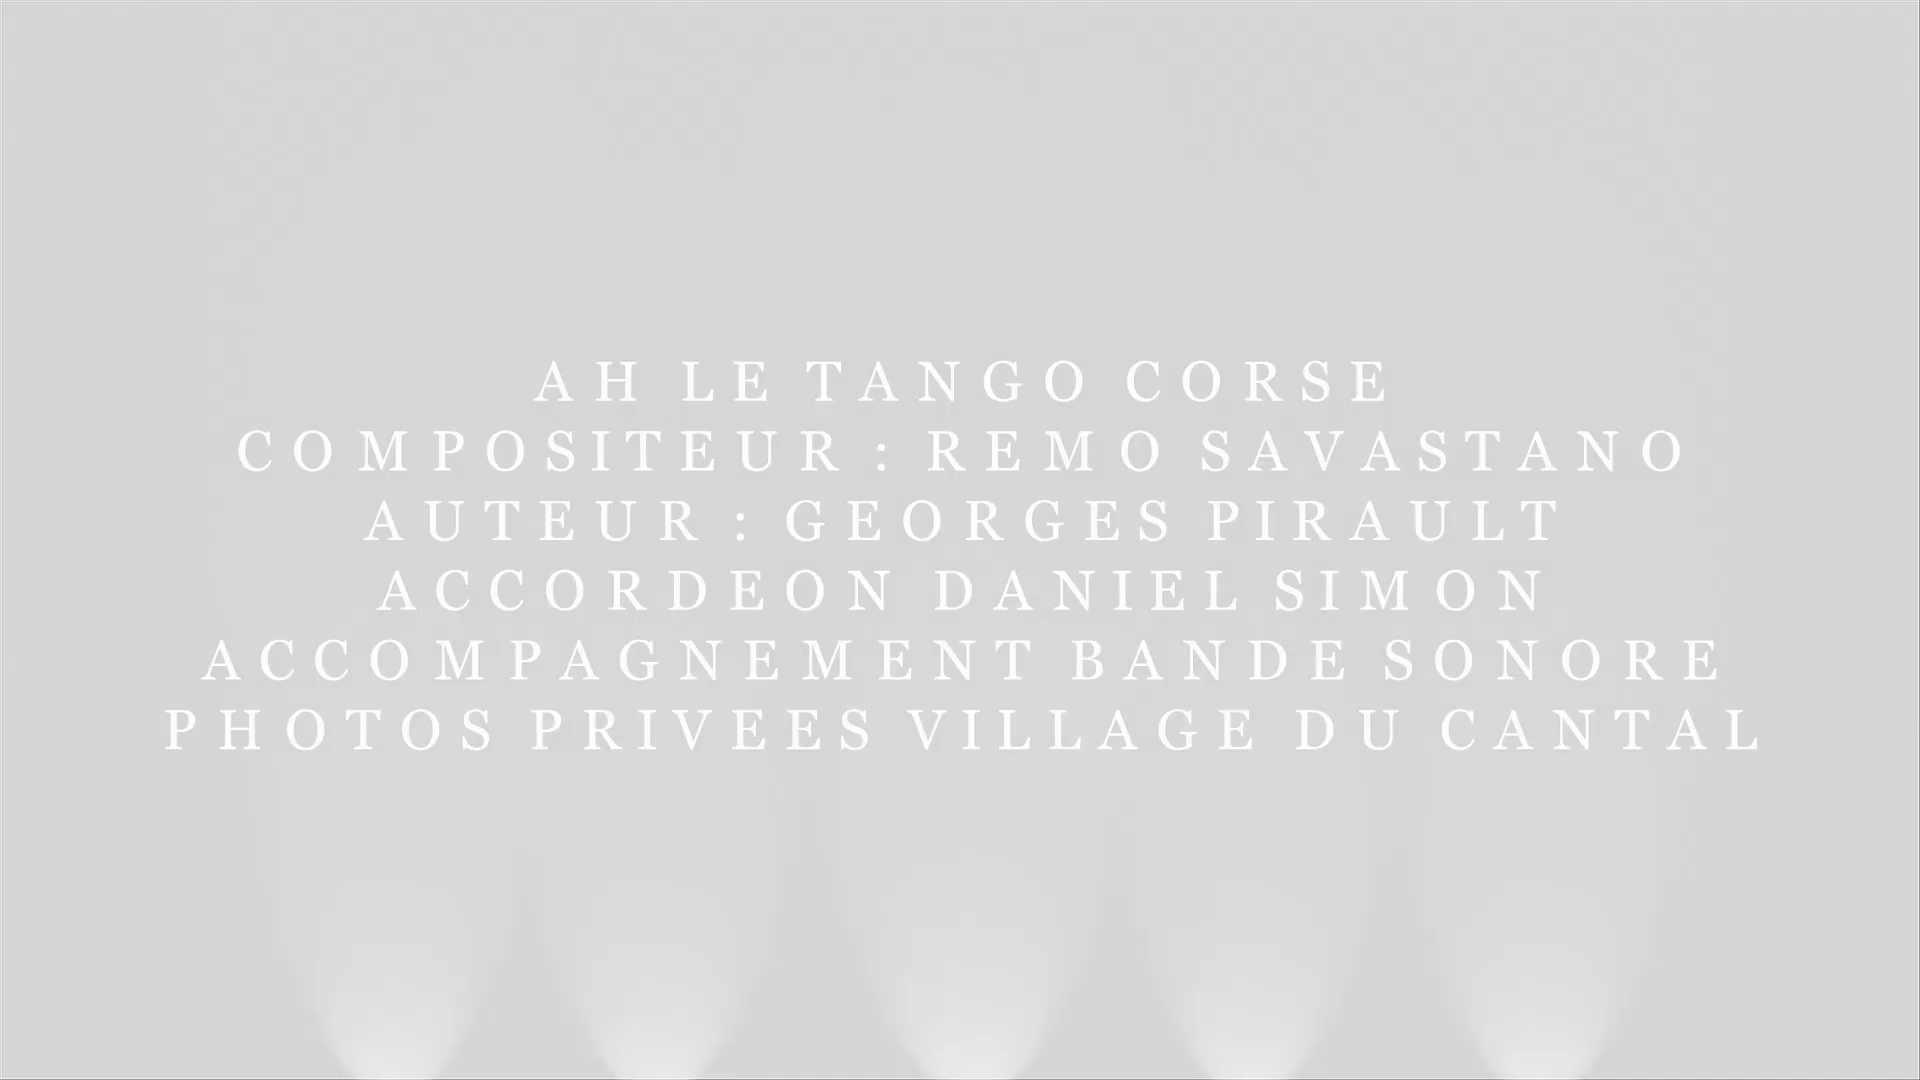 AH LE TANGO CORSE
COMPOSITEUR : REMO SAVASTANO
AUTEUR : GEORGES PIRAULT
ACCORDEON DANIEL SIMON
ACCOMPAGNEMENT BANDE SONORE
PHOTOS PRIVEES VILLAGE DU CANTAL